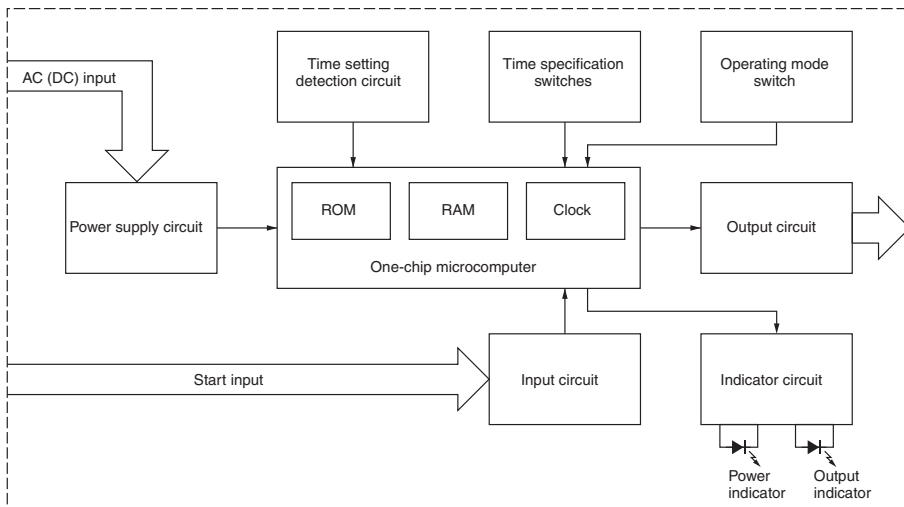 AC (DC) input
Time setting
detection circuit
Time specification
switches
Operating mode
switch
Power supply circuit
ROM
RAM
Clock
One-chip microcomputer
Output circuit
Start input
Input circuit
Indicator circuit
Power
indicator
Output
indicator